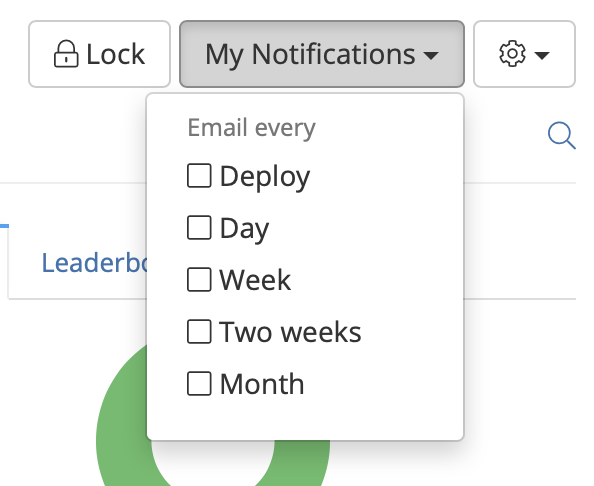 Lock
My Notifications
Email every
Deploy
Day
Week
Two weeks
Month